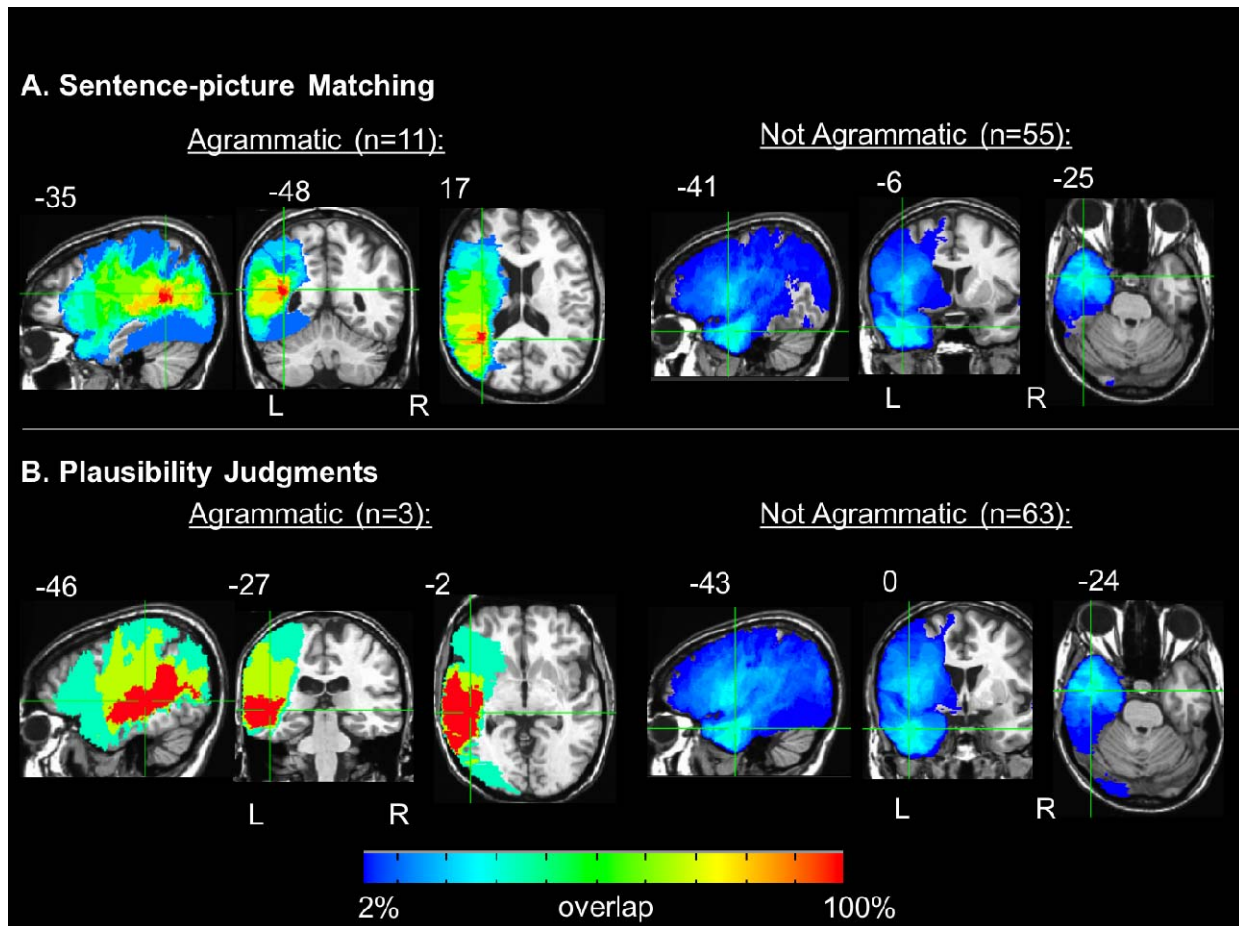 A. Sentence-picture Matching
Agrammatic (n=11):
Not Agrammatic (n=55):
-35
-48
17
-41
-6
-25
L
R
L
R
B. Plausibility Judgments
Agrammatic (n=3):
Not Agrammatic (n=63):
-46
-27
-2
-43
0
-24
L
R
L
R
2%
overlap
100%